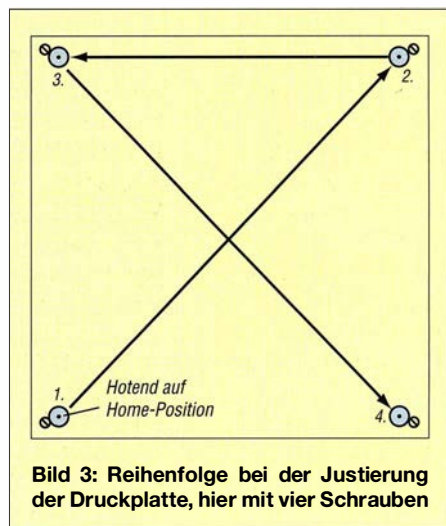 3.
2.
1.
Hotend auf
Home-Position
4.
Bild 3: Reihenfolge bei der Justierung
der Druckplatte, hier mit vier Schrauben